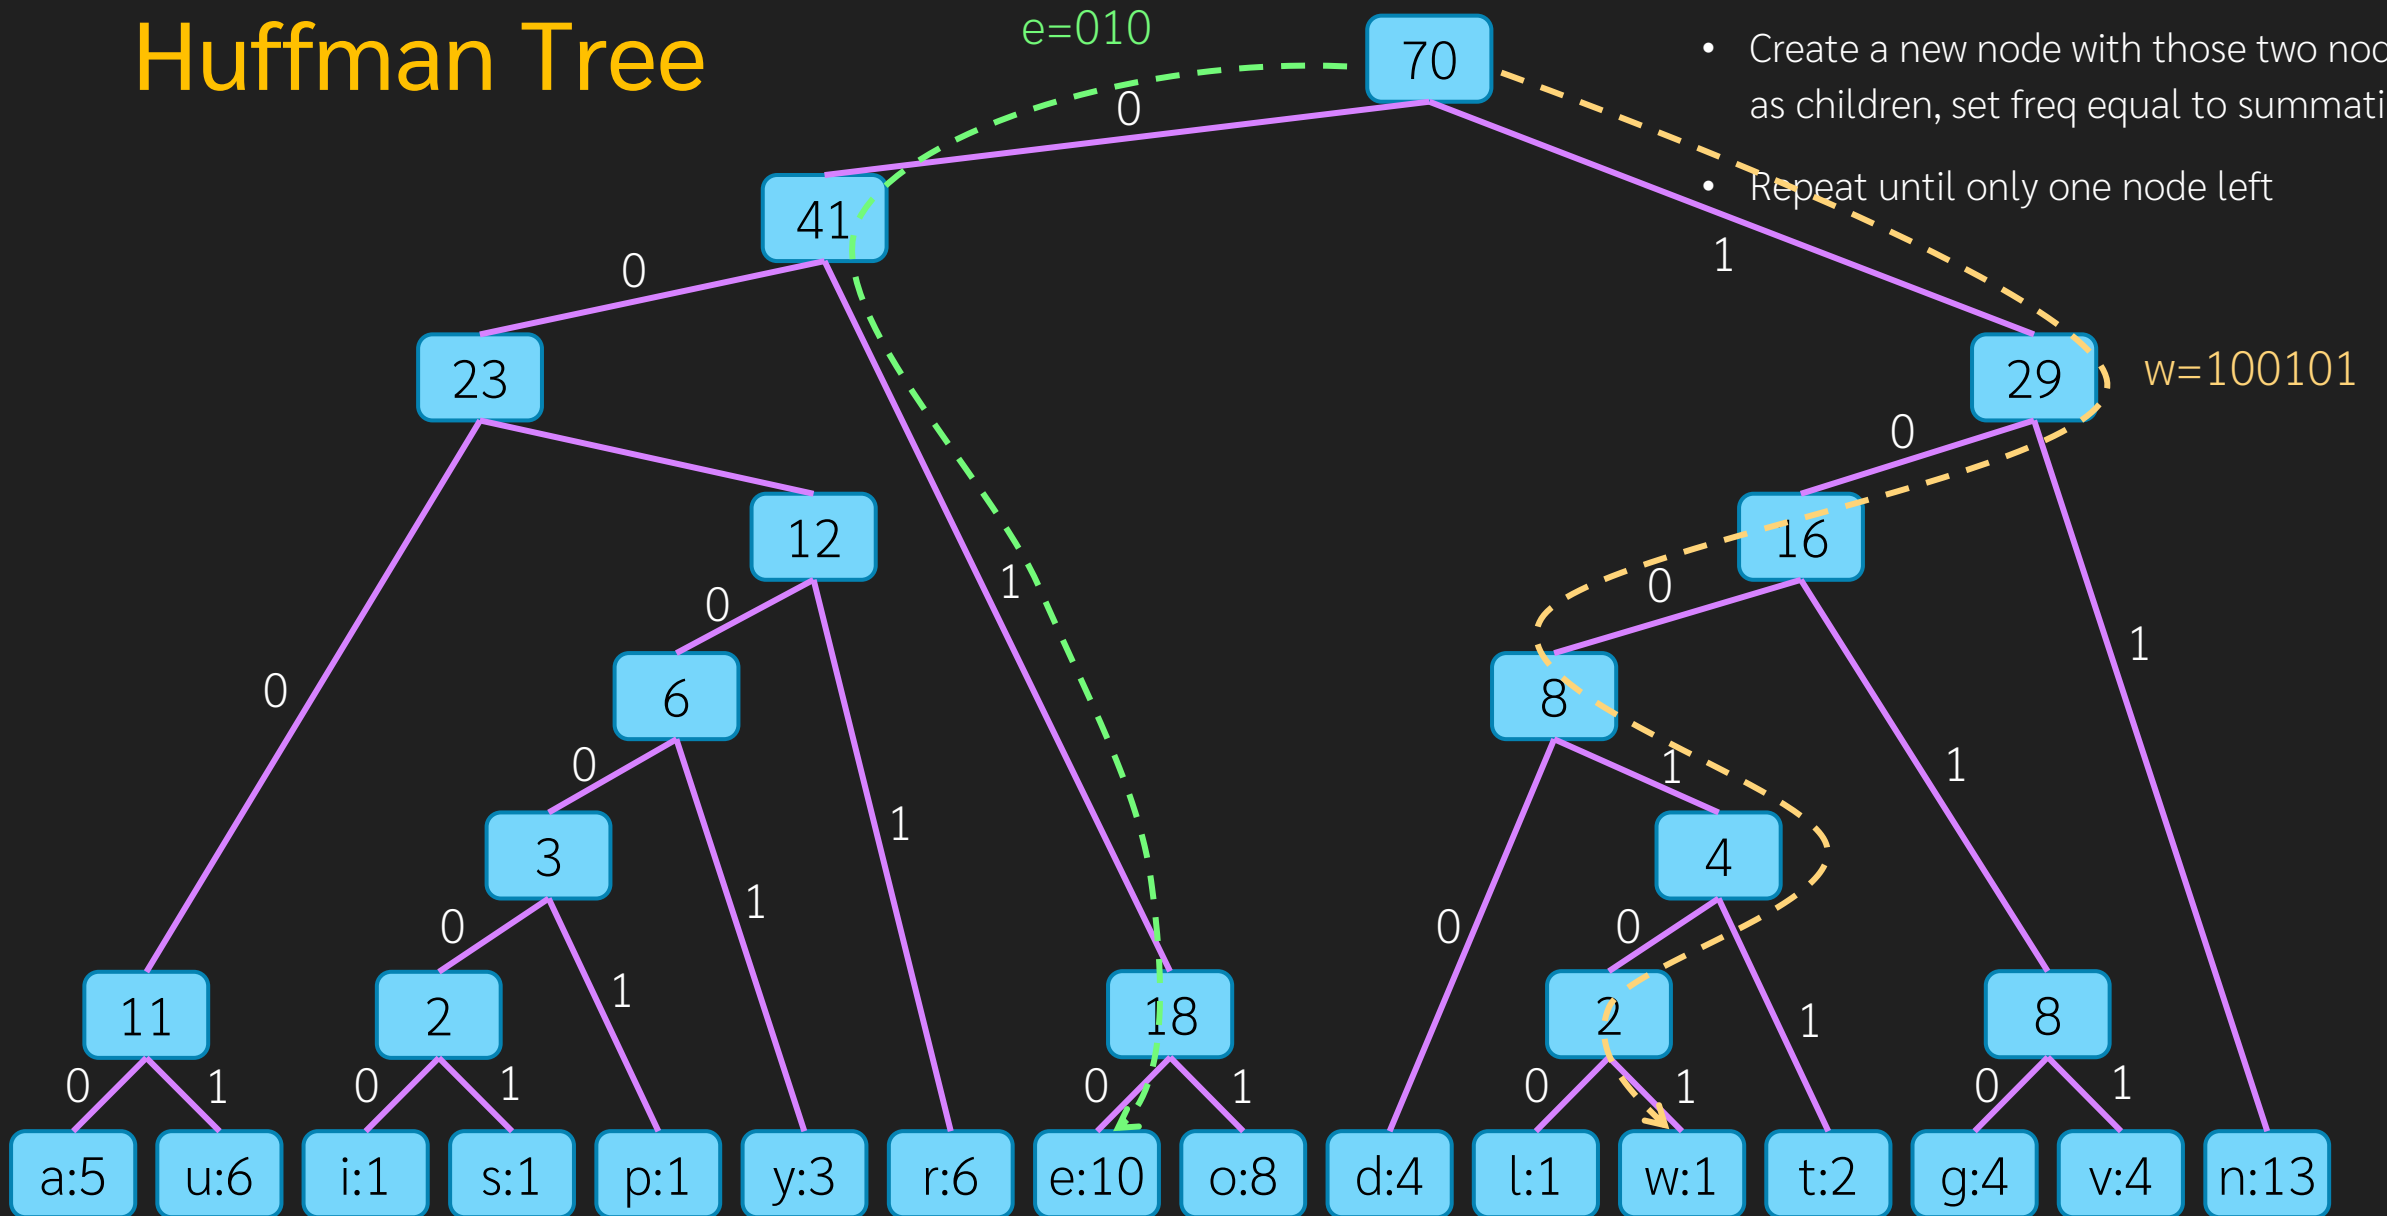 Huffman Tree
e=010
70
• Create a new node with those two
as children, set freq equal to
• Repeat until only one node left
0
1
41
0
1
23
29
w=100101
0
0
1
12
16
0
1
0
1
6
8
0
1
0
1
3
4
0
1
0
1
11
2
18
2
8
0
1
0
1
0
1
0
1
0
1
a:5
u:6
i:1
s:1
p:1
y:3
r:6
e:10
o:8
d:4
l:1
w:1
t:2
g:4
v:4
n:13